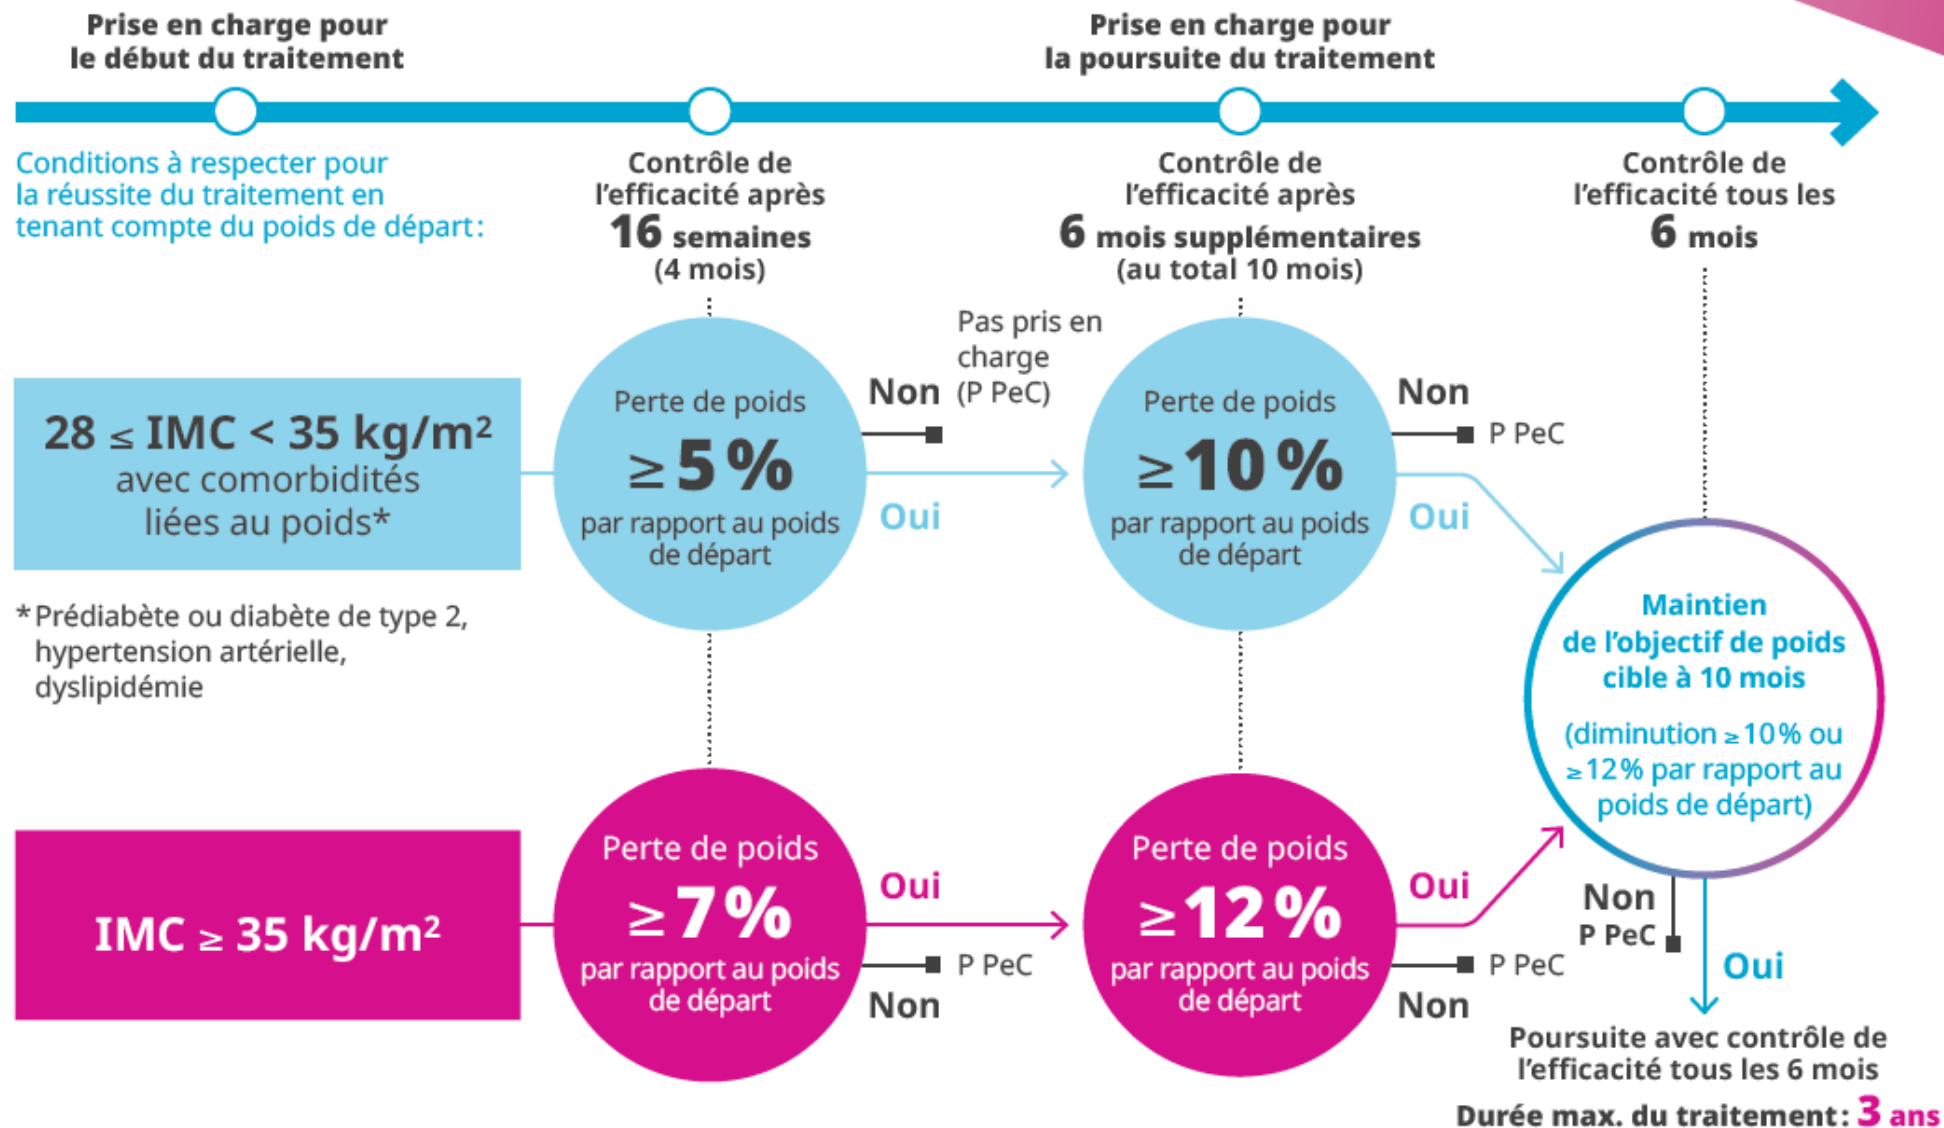 Prise en charge pour
le début du traitement
Prise en charge pour
la poursuite du traitement
Conditions à respecter pour
la réussite du traitement en
tenant compte du poids de départ :
Contrôle de
l’efficacité après
16 semaines
(4 mois)
Contrôle de
l’efficacité après
6 mois supplémentaires
(au total 10 mois)
Contrôle de
l’efficacité tous les
6 mois
28 ≤ IMC < 35 kg/m²
avec comorbidités
liées au poids*
Perte de poids
≥ 5 %
par rapport au poids
de départ
Non
Pas pris en
charge
(P PeC)
Oui
Perte de poids
≥ 10 %
par rapport au poids
de départ
Non
P PeC
Oui
* Prédiabète ou diabète de type 2,
hypertension artérielle,
dyslipidémie
Maintien
de l’objectif de poids
cible à 10 mois
(diminution ≥ 10 % ou
≥ 12 % par rapport au
poids de départ)
IMC ≥ 35 kg/m²
Perte de poids
≥ 7 %
par rapport au poids
de départ
Oui
P PeC
Non
Perte de poids
≥ 12 %
par rapport au poids
de départ
Oui
P PeC
Non
Non
P PeC
Oui
Poursuite avec contrôle de
l’efficacité tous les 6 mois
Durée max. du traitement : 3 ans